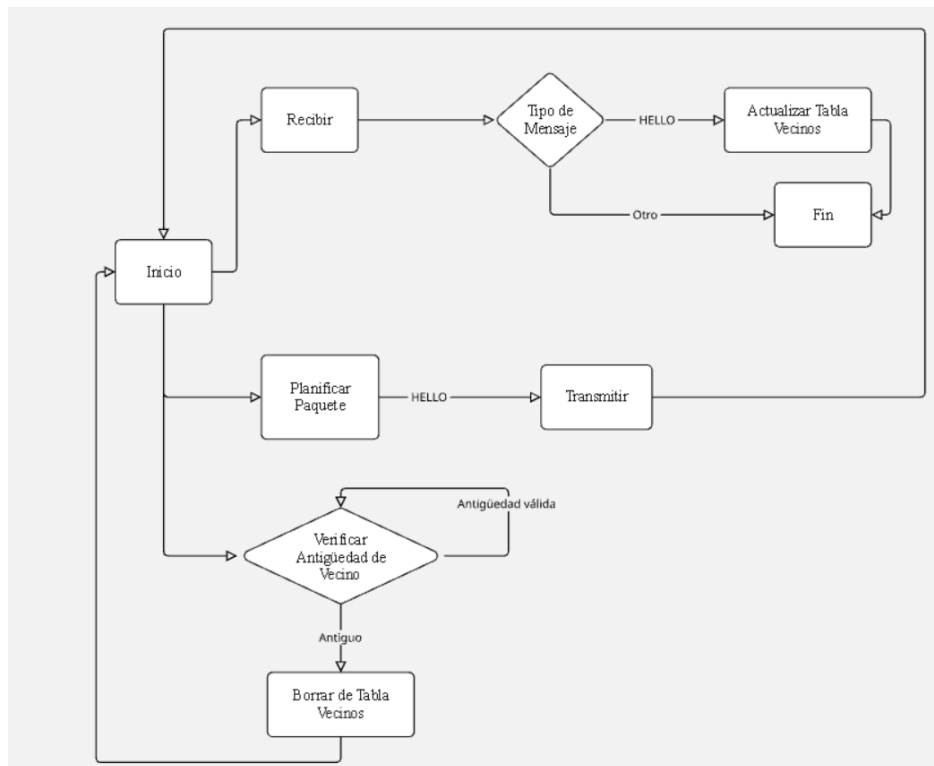 Recibir
Tipo de
Mensaje
HELLO
Actualizar Tabla
Vecinos
Otro
Fin
Inicio
Planificar
Paquete
HELLO
Transmitir
Antigüedad válida
Verificar
Antigüedad de
Vecino
Antiguo
Borrar de Tabla
Vecinos